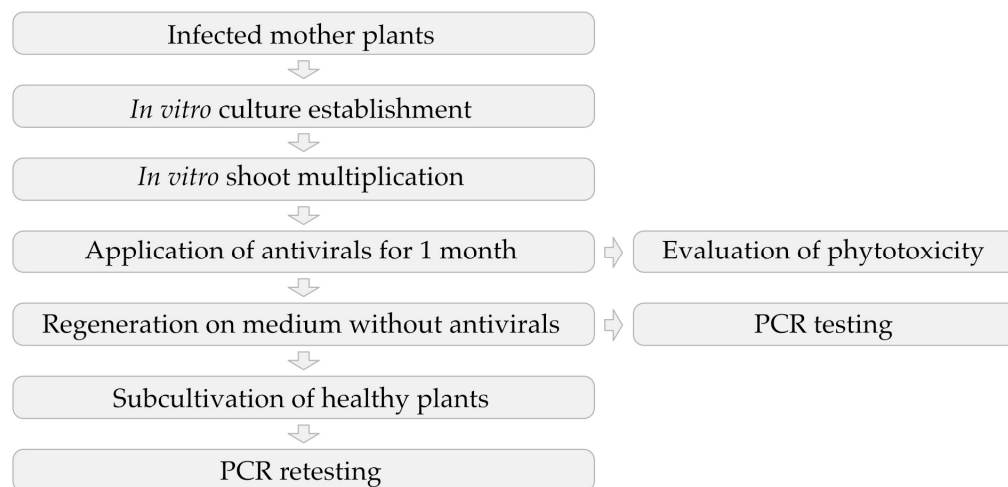 Infected mother plants
In vitro culture establishment
In vitro shoot multiplication
Application of antivirals for 1 month
Evaluation of phytotoxicity
Regeneration on medium without antivirals
PCR testing
Subcultivation of healthy plants
PCR retesting